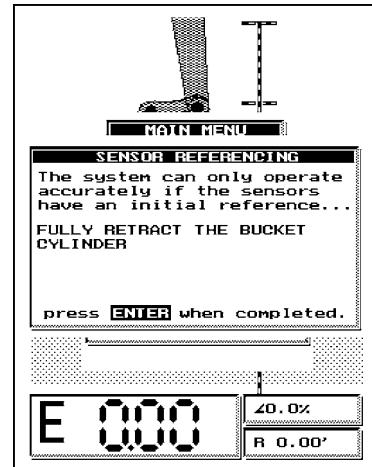 MAIN MENU
SENSOR REFERENCING
The system can only operate
accurately if the sensors
have an initial reference...
FULLY RETRACT THE BUCKET
CYLINDER
press ENTER when completed.
E 0.00
∠0.0%
R 0.00'